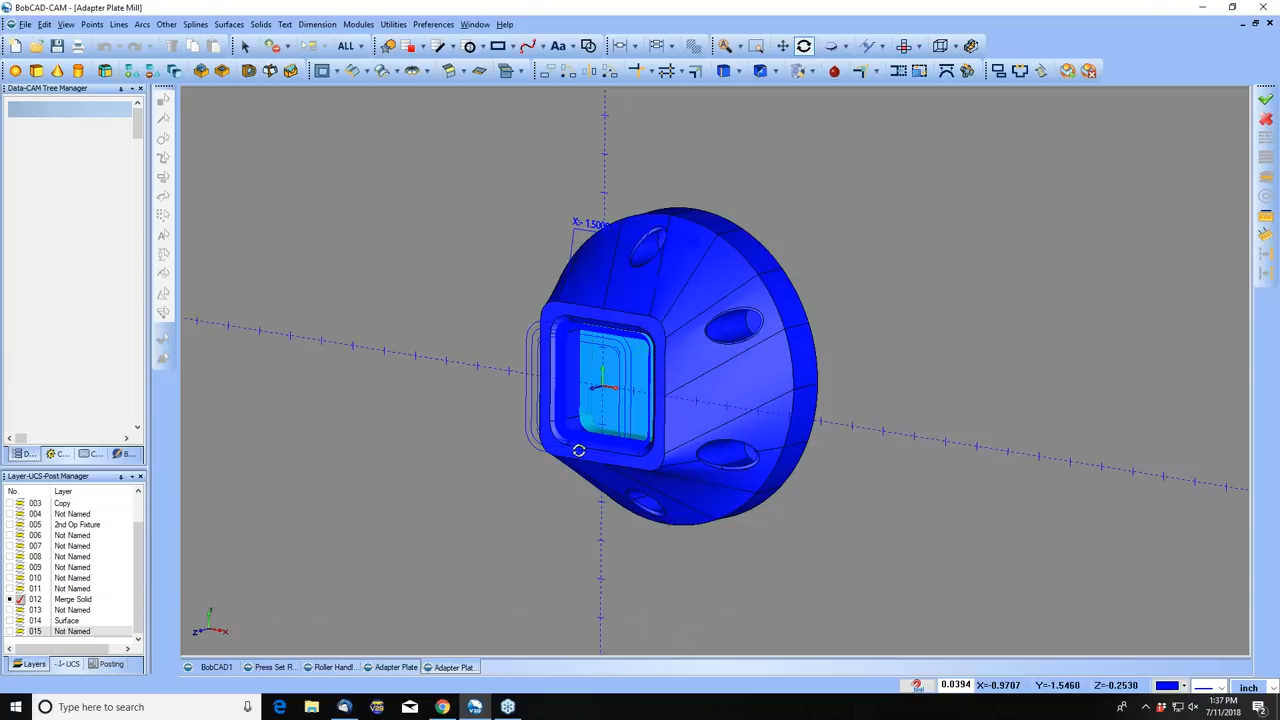 BobCAD-CAM - [Adapter Plate Mill]
File Edit View Points Lines Arcs Other Splines Surfaces Solids Text Dimension Modules Utilities Preferences Window Help
ALL
Aa
Data-CAM Tree Manager
D... C... C... B...
Layer-UCS-Post Manager
No. Layer
003 Copy
004 Not Named
005 2nd Op Fixture
006 Not Named
007 Not Named
008 Not Named
009 Not Named
010 Not Named
011 Not Named
012 Merge Solid
013 Not Named
014 Surface
015 Not Named
Layers UCS Posting
X:- 1.500
Y
Z X
BobCAD1 Press Set R... Roller Handl... Adapter Plate Adapter Plat...
0.0394 X=-0.9707 Y=-1.5460 Z=-0.2530 inch
Type here to search
1:37 PM
7/11/2018